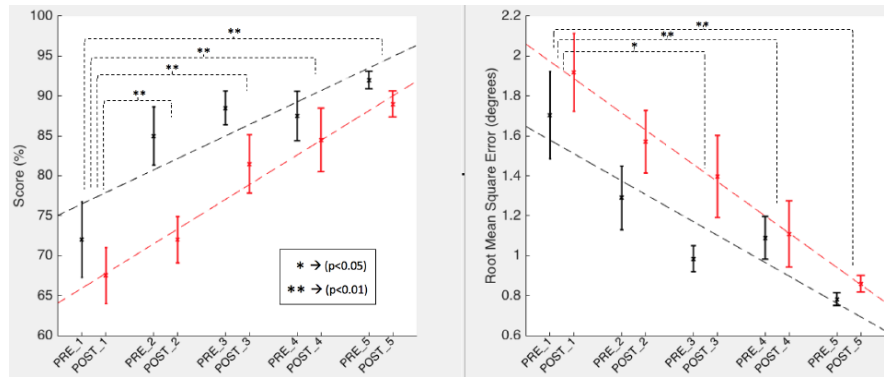 Score (%)
100
95
90
85
80
75
70
65
60
**
**
**
**
* → (p<0.05)
** → (p<0.01)
PRE_1
POST_1
PRE_2
POST_2
PRE_3
POST_3
PRE_4
POST_4
PRE_5
POST_5
Root Mean Square Error (degrees)
2.2
2
1.8
1.6
1.4
1.2
1
0.8
0.6
**
**
*
PRE_1
POST_1
PRE_2
POST_2
PRE_3
POST_3
PRE_4
POST_4
PRE_5
POST_5